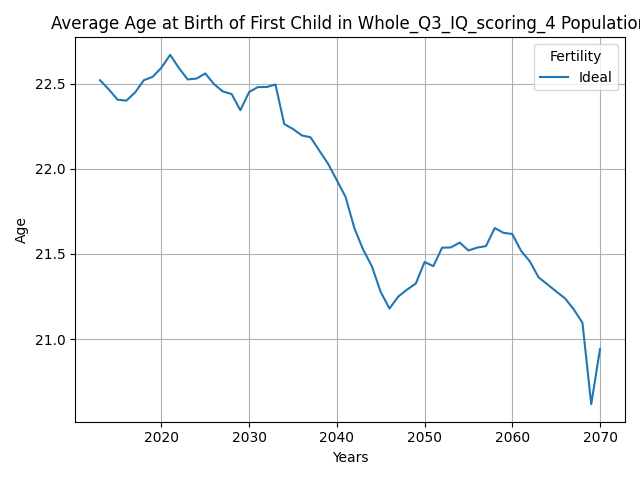 Average Age at Birth of First Child in Whole_Q3_IQ_scoring_4 Population
Fertility
Ideal
22.5
22.0
21.5
21.0
Age
2020 2030 2040 2050 2060 2070
Years